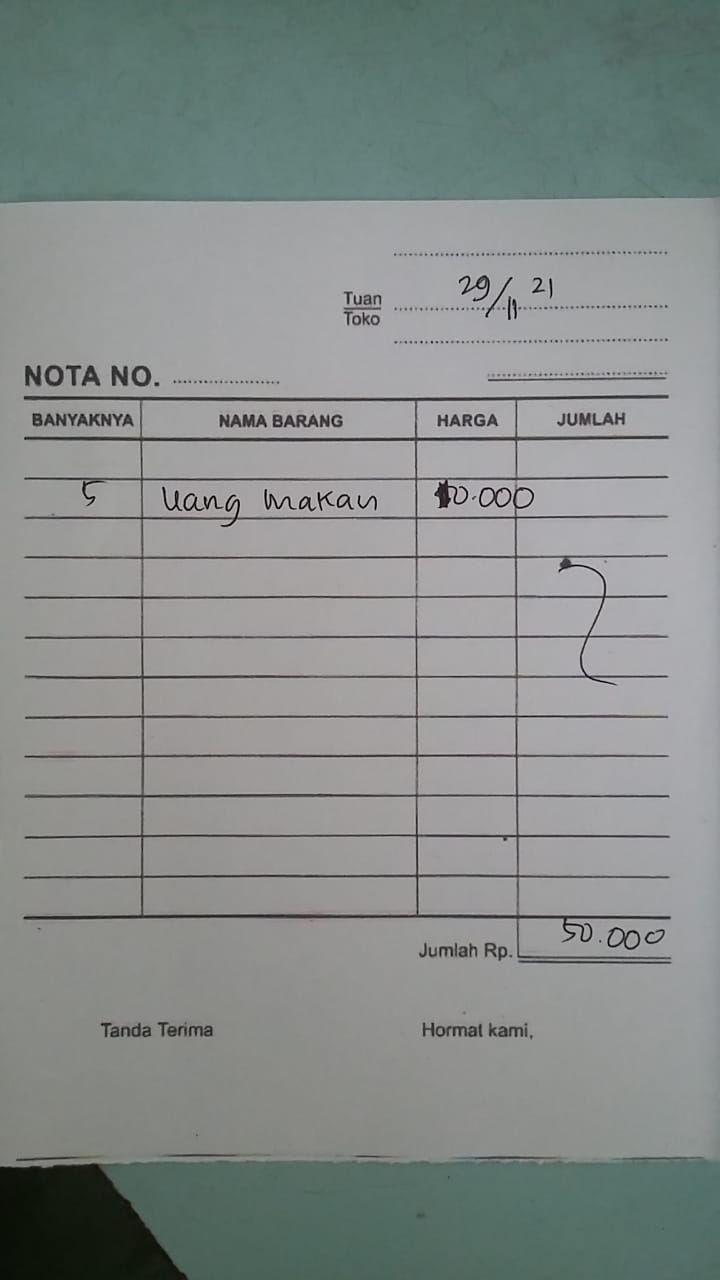 29/11 21
Tuan
Toko
NOTA NO.
BANYAKNYA NAMA BARANG HARGA JUMLAH
5 Uang makan 10.000
Jumlah Rp. 50.000
Tanda Terima Hormat kami,